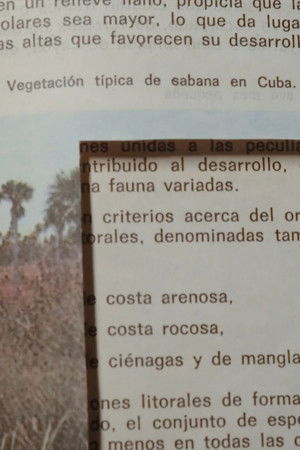 en un relieve llano, propicia que la
olares sea mayor, lo que da luga
as altas que favorecen su desarroll
Vegetación típica de sabana en Cuba.
nes unidas a las peculia
ntribuido al desarrollo,
na fauna variadas.
n criterios acerca del or
torales, denominadas tam
e costa arenosa,
e costa rocosa,
e ciénagas y de mangla
ones litorales de forma
do, el conjunto de espe
o menos en todas las c